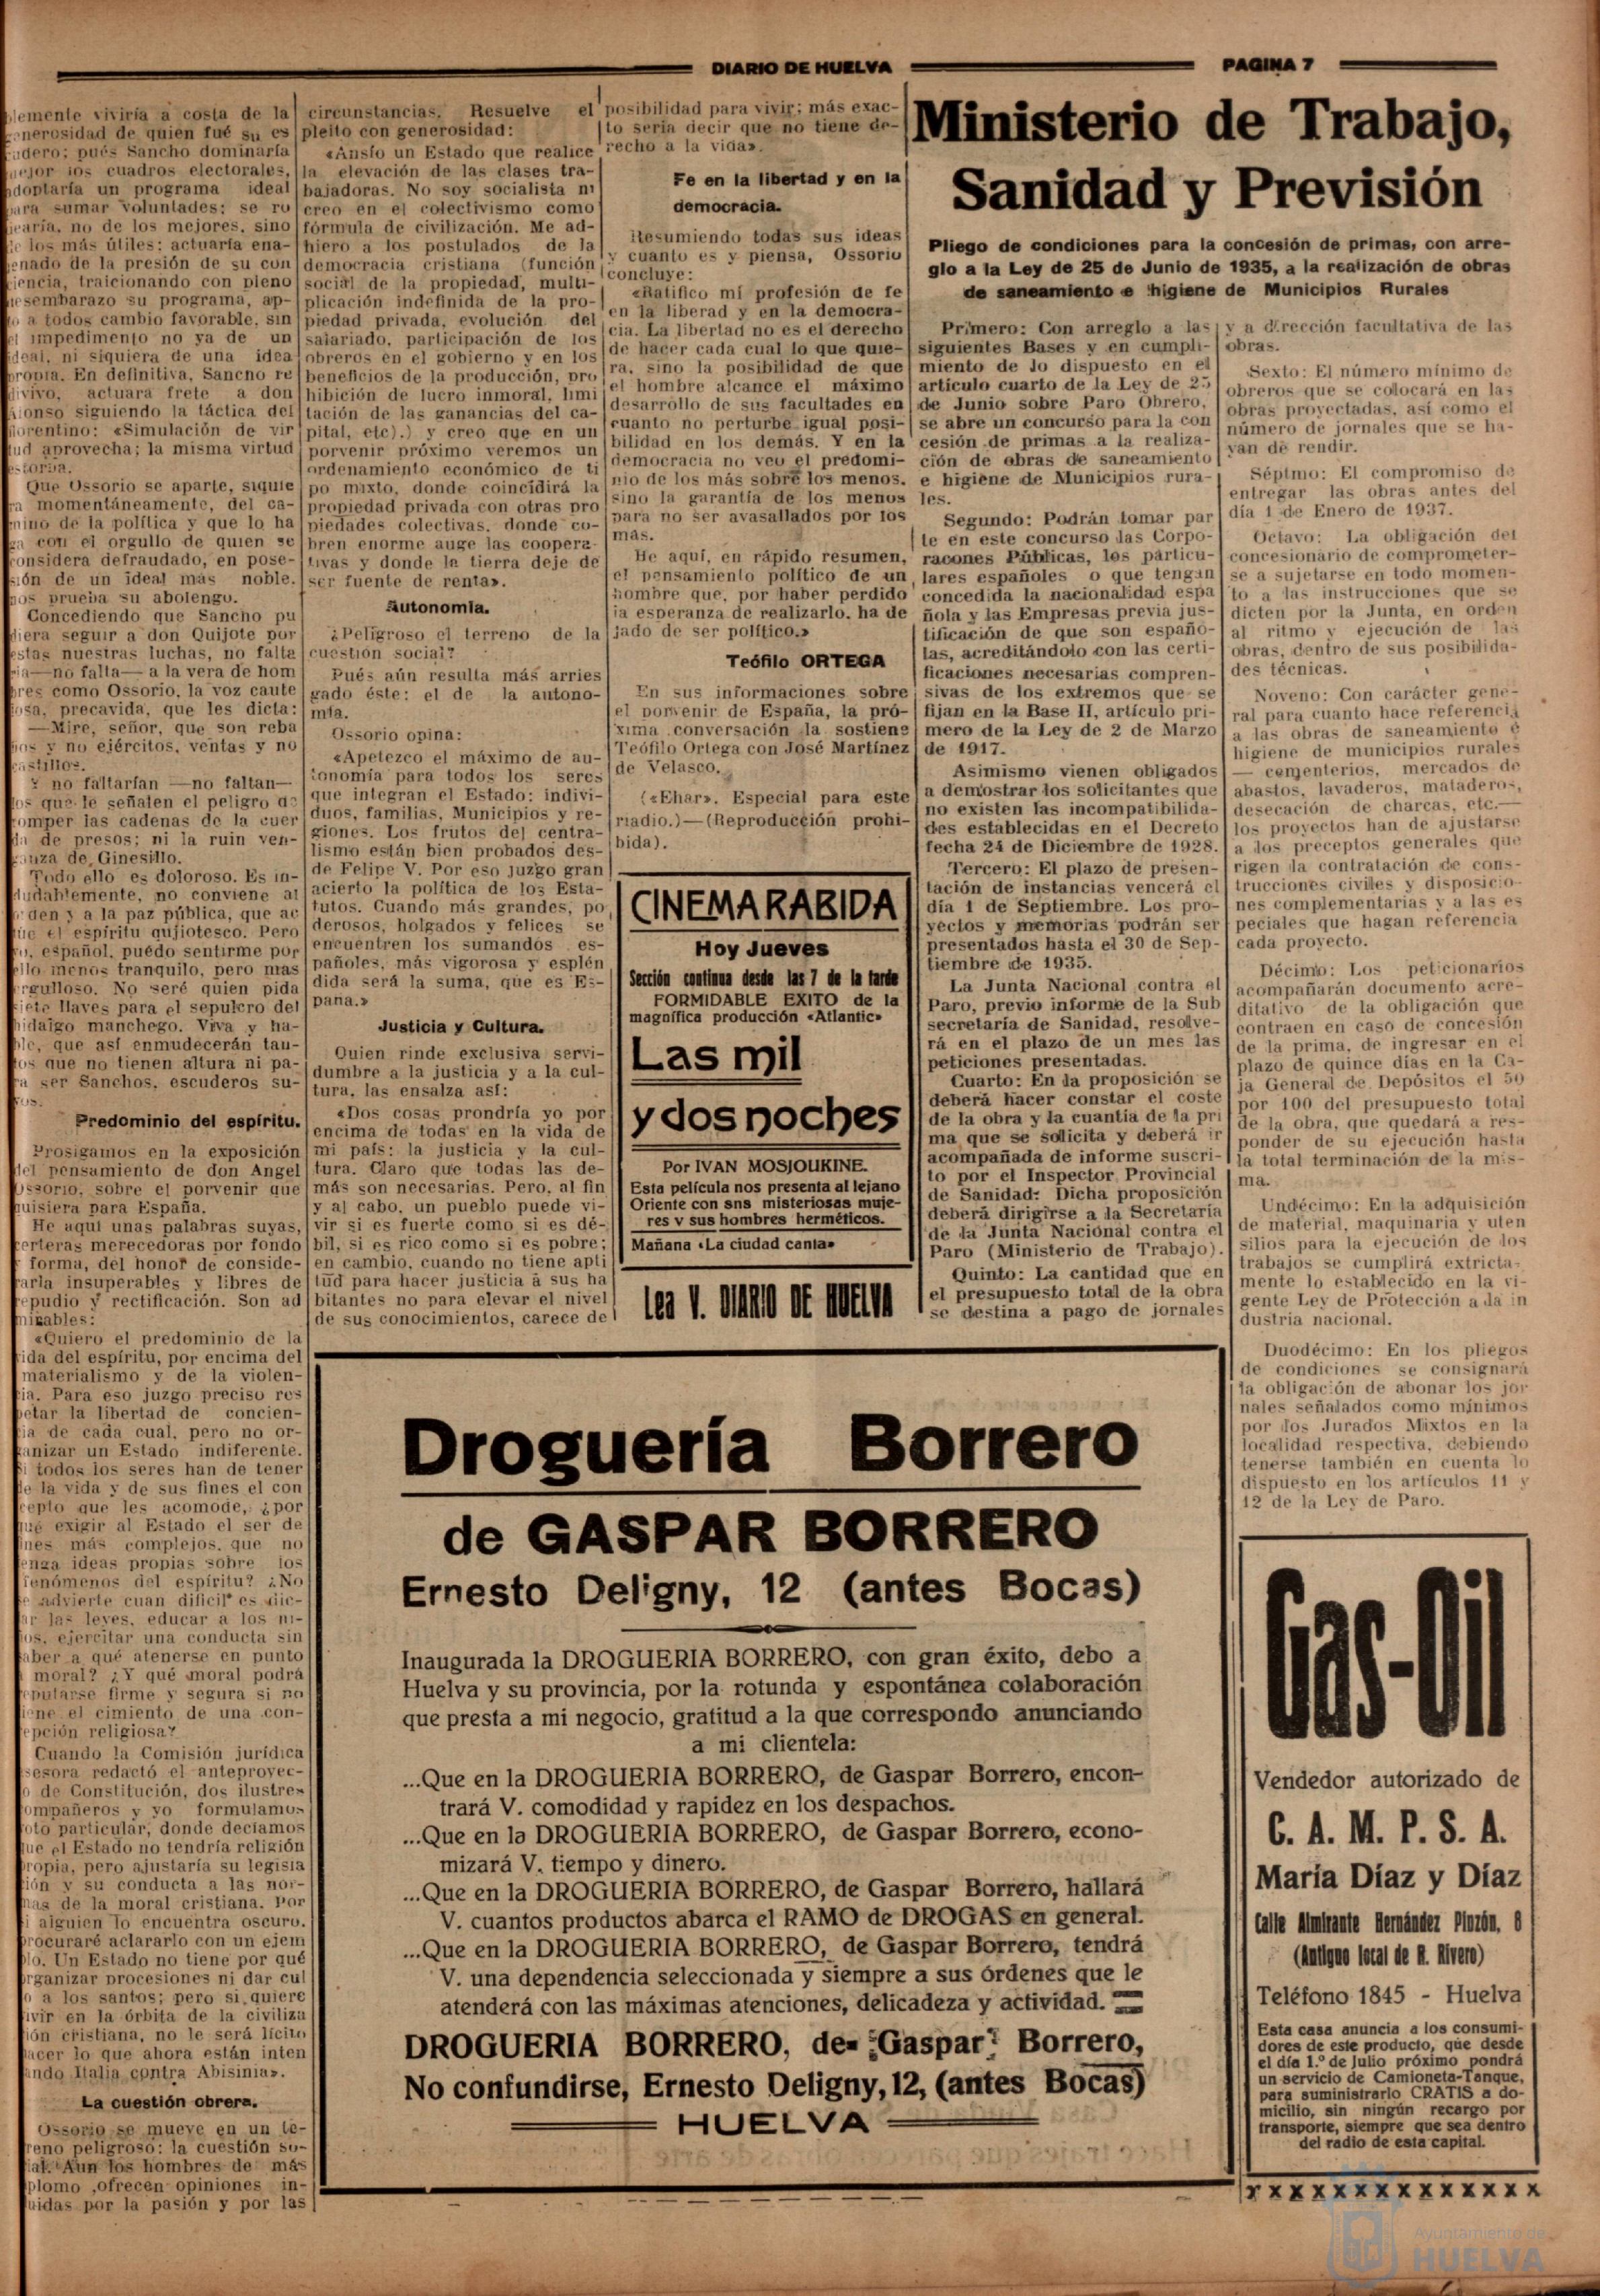 DIARIO DE HUELVA
PAGINA 7
viviría a costa de la
de quien fué su es
pués Sancho dominaría
los cuadros electorales,
un programa ideal
sumar voluntades; se ro
no de los mejores, sino
los más útiles: actuaría ena-
de la presión de su con
traicionando con pleno
su programa, ap-
a todos cambio favorable, sin
impedimento no ya de un
ni siquiera de una idea
En definitiva, Sancho re
divivo, actuara frete a don
siguiendo la táctica del
«Simulación de vir
tud aprovecha; la misma virtud
estorba.
Que Ossorio se aparte, siquie
ra momentáneamente, del ca-
mino de la política y que lo ha
ga con el orgullo de quien se
considera defraudado, en pose-
sión de un ideal más noble.
nos prueba su abolengo.
Concediendo que Sancho pu
diera seguir a don Quijote por
estas nuestras luchas, no falta
ría—no falta— a la vera de hom
bres como Ossorio, la voz caute
losa, precavida, que les dicta:
—Mire, señor, que son reba
ños y no ejércitos, ventas y no
castillos.
Y no faltarían —no faltan—
los que le señalen el peligro de
romper las cadenas de la cuer
da de presos; ni la ruin ven-
ganza de Ginesillo.
Todo ello es doloroso. Es in-
dudablemente, no conviene al
orden y a la paz pública, que ac
túe el espíritu quijotesco. Pero
yo, español, puedo sentirme por
ello menos tranquilo, pero mas
orgulloso. No seré quien pida
siete llaves para el sepulcro del
hidalgo manchego. Viva y ha-
ble, que así enmudecerán tan-
tos que no tienen altura ni pa-
ra ser Sanchos, escuderos su-
yos.
Predominio del espíritu.
Prosigamos en la exposición
del pensamiento de don Angel
Ossorio, sobre el porvenir que
quisiera para España.
He aquí unas palabras suyas,
certeras merecedoras por fondo
y forma, del honor de conside-
rarla insuperables y libres de
repudio y rectificación. Son ad
mirables:
«Quiero el predominio de la
vida del espíritu, por encima del
materialismo y de la violen-
cia. Para eso juzgo preciso res
petar la libertad de concien-
cia de cada cual, pero no or-
ganizar un Estado indiferente.
Si todos los seres han de tener
de la vida y de sus fines el con
cepto que les acomode, ¿por
qué exigir al Estado el ser de
fines más complejos, que no
tenga ideas propias sobre los
fenómenos del espíritu? ¿No
se advierte cuan difícil es dic-
tar las leyes, educar a los ni-
ños, ejercitar una conducta sin
saber a qué atenerse en punto
a moral? ¿Y qué moral podrá
reputarse firme y segura si no
tiene el cimiento de una con-
cepción religiosa?
Cuando la Comisión jurídica
asesora redactó el anteproyec-
to de Constitución, dos ilustres
compañeros y yo formulamos
voto particular, donde decíamos
que el Estado no tendría religión
propia, pero ajustaría su legisla
ción y su conducta a las nor-
mas de la moral cristiana. Por
si alguien lo encuentra oscuro,
procuraré aclararlo con un ejem
plo. Un Estado no tiene por qué
organizar procesiones ni dar cul
to a los santos; pero si quiere
vivir en la órbita de la civiliza
ción cristiana, no le será lícito
hacer lo que ahora están inten
tando Italia contra Abisinia».
La cuestión obrera.
Ossorio se mueve en un te-
rreno peligroso: la cuestión so-
cial. Aun los hombres de más
aplomo ,ofrecen opiniones in-
fluídas por la pasión y por las
circunstancias. Resuelve el
pleito con generosidad:
«Ansío un Estado que realice
la elevación de las clases tra-
bajadoras. No soy socialista ni
creo en el colectivismo como
fórmula de civilización. Me ad-
hiero a los postulados de la
democracia cristiana (función
social de la propiedad, multi-
plicación indefinida de la pro-
piedad privada, evolución del
salariado, participación de los
obreros en el gobierno y en los
beneficios de la producción, pro
hibición de lucro inmoral, limi
tación de las ganancias del ca-
pital, etc).) y creo que en un
porvenir próximo veremos un
ordenamiento económico de ti
po mixto, donde coincidirá la
propiedad privada con otras pro
piedades colectivas, donde co-
bren enorme auge las coopera-
tivas y donde la tierra deje de
ser fuente de renta».
Autonomía.
¿Peligroso el terreno de la
cuestión social?
Pués aún resulta más arries
gado éste: el de la autono-
mía.
Ossorio opina:
«Apetezco el máximo de au-
tonomía para todos los seres
que integran el Estado: indivi-
duos, familias, Municipios y re-
giones. Los frutos del centra-
lismo están bien probados des-
de Felipe V. Por eso juzgo gran
acierto la política de los Esta-
tutos. Cuando más grandes, po
derosos, holgados y felices se
encuentren los sumandos es-
pañoles, más vigorosa y esplén
dida será la suma, que es Es-
paña.»
Justicia y Cultura.
Quien rinde exclusiva servi-
dumbre a la justicia y a la cul-
tura, las ensalza así:
«Dos cosas prondría yo por
encima de todas en la vida de
mi país: la justicia y la cul-
tura. Claro que todas las de-
más son necesarias. Pero, al fin
y al cabo, un pueblo puede vi-
vir si es fuerte como si es dé-
bil, si es rico como si es pobre;
en cambio, cuando no tiene apti
tud para hacer justicia á sus ha
bitantes no para elevar el nivel
de sus conocimientos, carece de
posibilidad para vivir; más exac-
to sería decir que no tiene de-
recho a la vida».
Fe en la libertad y en la
democracia.
Resumiendo todas sus ideas
y cuanto es y piensa, Ossorio
concluye:
«Ratifico mi profesión de fe
en la liberad y en la democra-
cia. La libertad no es el derecho
de hacer cada cual lo que quie-
ra, sino la posibilidad de que
el hombre alcance el máximo
desarrollo de sus facultades en
cuanto no perturbe igual posi-
bilidad en los demás. Y en la
democracia no veo el predomi-
nio de los más sobre los menos,
sino la garantía de los menos
para no ser avasallados por los
más.
He aquí, en rápido resumen,
el pensamiento político de un
hombre que, por haber perdido
la esperanza de realizarlo, ha de
jado de ser político.»
Teófilo ORTEGA
En sus informaciones sobre
el porvenir de España, la pró-
xima conversación la sostiene
Teófilo Ortega con José Martínez
de Velasco.
(«Ehar». Especial para este
riadio.)—(Reproducción prohi-
bida).
CINEMA RABIDA
Hoy Jueves
Sección continua desde las 7 de la tarde
FORMIDABLE EXITO de la
magnífica producción «Atlantic»
Las mil
y dos noches
Por IVAN MOSJOUKINE.
Esta película nos presenta al lejano
Oriente con sns misteriosas muje-
res v sus hombres herméticos.
Mañana «La ciudad canta»
Lea V. DIARIO DE HUELVA
Ministerio de Trabajo,
Sanidad y Previsión
Pliego de condiciones para la concesión de primas, con arre-
glo a la Ley de 25 de Junio de 1935, a la realización de obras
de saneamiento e higiene de Municipios Rurales
Primero: Con arreglo a las
siguientes Bases y en cumpli-
miento de lo dispuesto en el
artículo cuarto de la Ley de 25
de Junio sobre Paro Obrero,
se abre un concurso para la con
cesión de primas a la realiza-
ción de obras de saneamiento
e higiene de Municipios rura-
les.
Segundo: Podrán tomar par
te en este concurso las Corpo-
racones Públicas, los particu-
lares españoles o que tengan
concedida la nacionalidad espa
ñola y las Empresas previa jus-
tificación de que son españo-
las, acreditándolo con las certi-
ficaciones necesarias compren-
sivas de los extremos que se
fijan en la Base II, artículo pri-
mero de la Ley de 2 de Marzo
de 1917.
Asimismo vienen obligados
a demostrar los solicitantes que
no existen las incompatibilida-
des establecidas en el Decreto
fecha 24 de Diciembre de 1928.
Tercero: El plazo de presen-
tación de instancias vencerá el
día 1 de Septiembre. Los pro-
yectos y memorias podrán ser
presentados hasta el 30 de Sep-
tiembre de 1935.
La Junta Nacional contra el
Paro, previo informe de la Sub
secretaría de Sanidad, resolve-
rá en el plazo de un mes las
peticiones presentadas.
Cuarto: En la proposición se
deberá hacer constar el coste
de la obra y la cuantía de la pri
ma que se solicita y deberá ir
acompañada de informe suscri-
to por el Inspector Provincial
de Sanidad: Dicha proposición
deberá dirigirse a la Secretaría
de la Junta Nacional contra el
Paro (Ministerio de Trabajo).
Quinto: La cantidad que en
el presupuesto total de la obra
se destina a pago de jornales
y a dirección facultativa de las
obras.
Sexto: El número mínimo de
obreros que se colocará en las
obras proyectadas, así como el
número de jornales que se ha-
yan de rendir.
Séptimo: El compromiso de
entregar las obras antes del
día 1 de Enero de 1937.
Octavo: La obligación del
concesionario de comprometer-
se a sujetarse en todo momen-
to a las instrucciones que se
dicten por la Junta, en orden
al ritmo y ejecución de las
obras, dentro de sus posibilida-
des técnicas.
Noveno: Con carácter gene-
ral para cuanto hace referencia
a las obras de saneamiento é
higiene de municipios rurales
— cementerios, mercados de
abastos, lavaderos, mataderos,
desecación de charcas, etc.—
los proyectos han de ajustarse
a los preceptos generales que
rigen la contratación de cons-
trucciones civiles y disposicio-
nes complementarias y a las es
peciales que hagan referencia
cada proyecto.
Décimo: Los peticionarios
acompañarán documento acre-
ditativo de la obligación que
contraen en caso de concesión
de la prima, de ingresar en el
plazo de quince días en la Ca-
ja General de Depósitos el 50
por 100 del presupuesto total
de la obra, que quedará a res-
ponder de su ejecución hasta
la total terminación de la mis-
ma.
Undécimo: En la adquisición
de material, maquinaria y uten
silios para la ejecución de los
trabajos se cumplirá extricta-
mente lo establecido en la vi-
gente Ley de Protección a la in
dustria nacional.
Duodécimo: En los pliegos
de condiciones se consignará
la obligación de abonar los jor
nales señalados como mínimos
por los Jurados Mixtos en la
localidad respectiva, debiendo
tenerse también en cuenta lo
dispuesto en los artículos 11 y
12 de la Ley de Paro.
Droguería Borrero
de GASPAR BORRERO
Ernesto Deligny, 12 (antes Bocas)
Inaugurada la DROGUERIA BORRERO, con gran éxito, debo a
Huelva y su provincia, por la rotunda y espontánea colaboración
que presta a mi negocio, gratitud a la que correspondo anunciando
a mi clientela:
...Que en la DROGUERIA BORRERO, de Gaspar Borrero, encon-
trará V. comodidad y rapidez en los despachos.
...Que en la DROGUERIA BORRERO, de Gaspar Borrero, econo-
mizará V. tiempo y dinero.
...Que en la DROGUERIA BORRERO, de Gaspar Borrero, hallará
V. cuantos productos abarca el RAMO de DROGAS en general.
...Que en la DROGUERIA BORRERO, de Gaspar Borrero, tendrá
V. una dependencia seleccionada y siempre a sus órdenes que le
atenderá con las máximas atenciones, delicadeza y actividad.
DROGUERIA BORRERO, de Gaspar Borrero,
No confundirse, Ernesto Deligny, 12, (antes Bocas)
HUELVA
Gas-Oil
Vendedor autorizado de
C. A. M. P. S. A.
María Díaz y Díaz
Calle Almirante Hernández Pinzón, 8
(Antiguo local de R. Rivero)
Teléfono 1845 - Huelva
Esta casa anuncia a los consumi-
dores de este producto, que desde
el día 1.º de Julio próximo pondrá
un servicio de Camioneta-Tanque,
para suministrarlo CRATIS a do-
micilio, sin ningún recargo por
transporte, siempre que sea dentro
del radio de esta capital.
x x x x x x x x x x x x x x
Ayuntamiento de
HUELVA